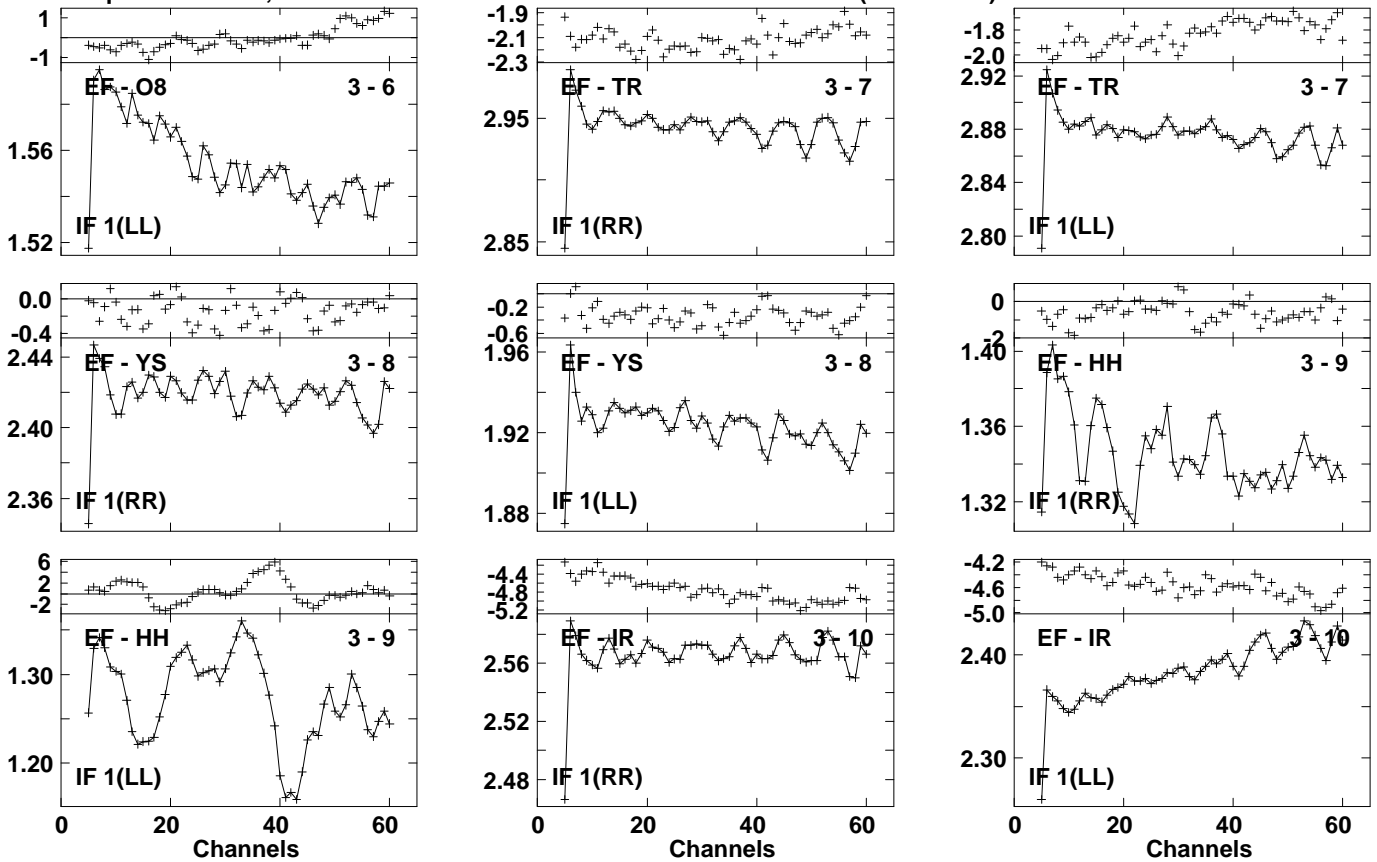 1
-1
EF - O8 3 - 6
1.56
1.52
IF 1(LL)
-1.9
-2.1
-2.3
EF - TR 3 - 7
2.95
2.85
IF 1(RR)
-1.8
-2.0
2.92
EF - TR 3 - 7
2.88
2.84
2.80
IF 1(LL)
0.0
-0.4
2.44
EF - YS 3 - 8
2.40
2.36
IF 1(RR)
-0.2
-0.6
1.96
EF - YS 3 - 8
1.92
1.88
IF 1(LL)
0
-2
1.40
EF - HH 3 - 9
1.36
1.32
IF 1(RR)
6
2
-2
EF - HH 3 - 9
1.30
1.20
IF 1(LL)
0 20 40 60
Channels
-4.4
-4.8
-5.2
EF - IR 3 - 10
2.56
2.52
2.48
IF 1(RR)
0 20 40 60
Channels
-4.2
-4.6
-5.0
EF - IR 3 - 10
2.40
2.30
IF 1(LL)
0 20 40 60
Channels